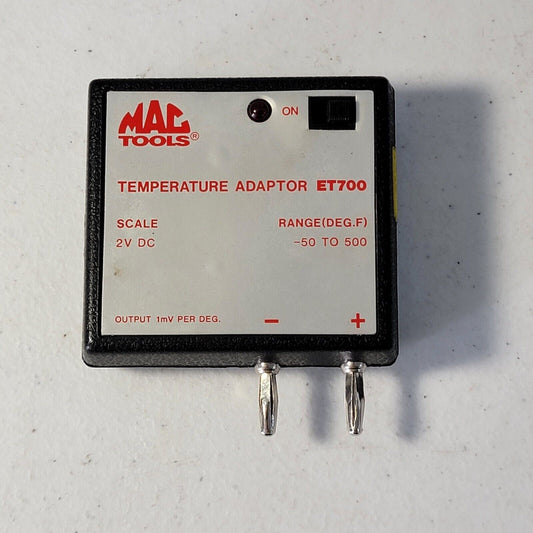 MAC
TOOLS®
ON
TEMPERATURE ADAPTOR ET700
SCALE
2V DC
RANGE(DEG.F)
-50 TO 500
OUTPUT 1mV PER DEG.
− +